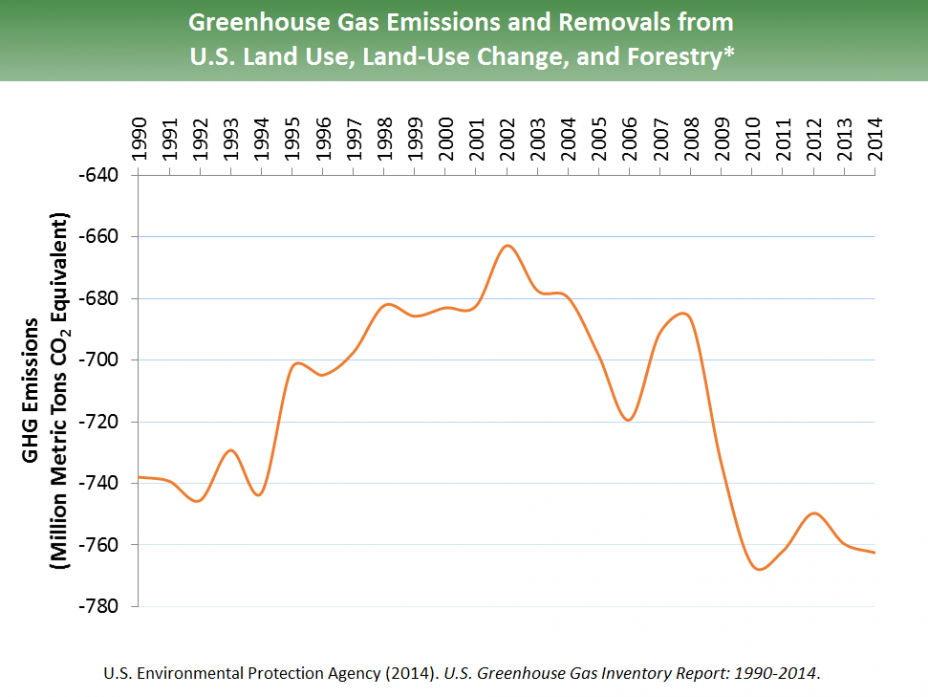 Greenhouse Gas Emissions and Removals from
U.S. Land Use, Land-Use Change, and Forestry*
1990 1991 1992 1993 1994 1995 1996 1997 1998 1999 2000 2001 2002 2003 2004 2005 2006 2007 2008 2009 2010 2011 2012 2013 2014
GHG Emissions
(Million Metric Tons CO₂ Equivalent)
-640
-660
-680
-700
-720
-740
-760
-780
U.S. Environmental Protection Agency (2014). U.S. Greenhouse Gas Inventory Report: 1990-2014.